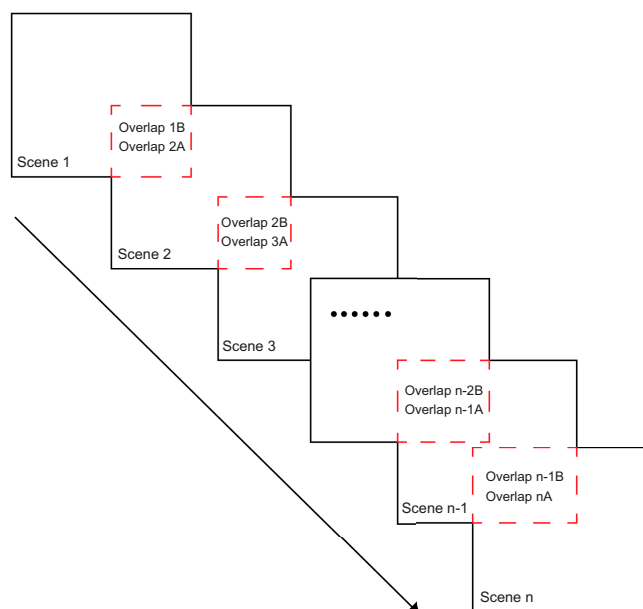 Overlap 1B
Overlap 2A
Scene 1
Overlap 2B
Overlap 3A
Scene 2
Scene 3
Overlap n-2B
Overlap n-1A
Overlap n-1B
Overlap nA
Scene n-1
Scene n